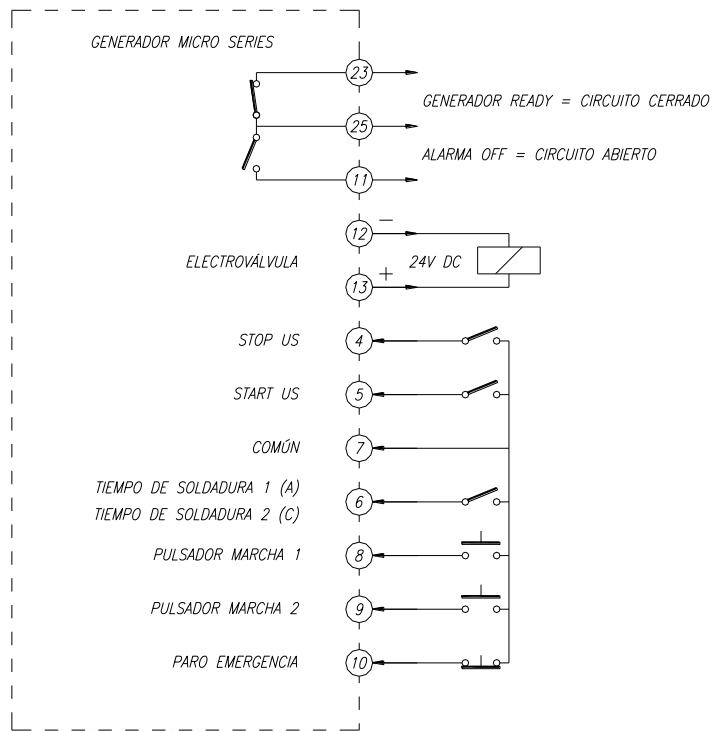 GENERADOR MICRO SERIES
23
GENERADOR READY = CIRCUITO CERRADO
25
ALARMA OFF = CIRCUITO ABIERTO
11
12 −
ELECTROVÁLVULA 24V DC
13 +
STOP US 4
START US 5
COMÚN 7
TIEMPO DE SOLDADURA 1 (A)
6
TIEMPO DE SOLDADURA 2 (C)
PULSADOR MARCHA 1 8
PULSADOR MARCHA 2 9
PARO EMERGENCIA 10